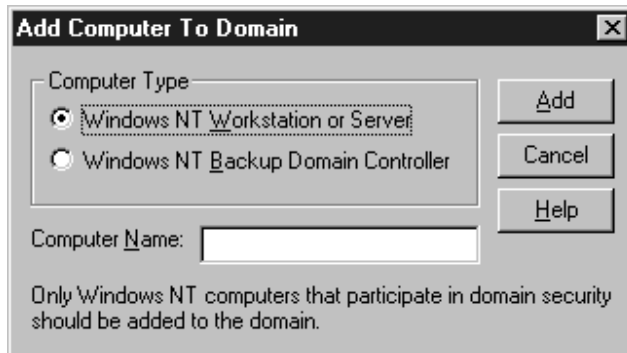 Add Computer To Domain
Computer Type
Windows NT Workstation or Server
Windows NT Backup Domain Controller
Add
Cancel
Help
Computer Name:
Only Windows NT computers that participate in domain security
should be added to the domain.